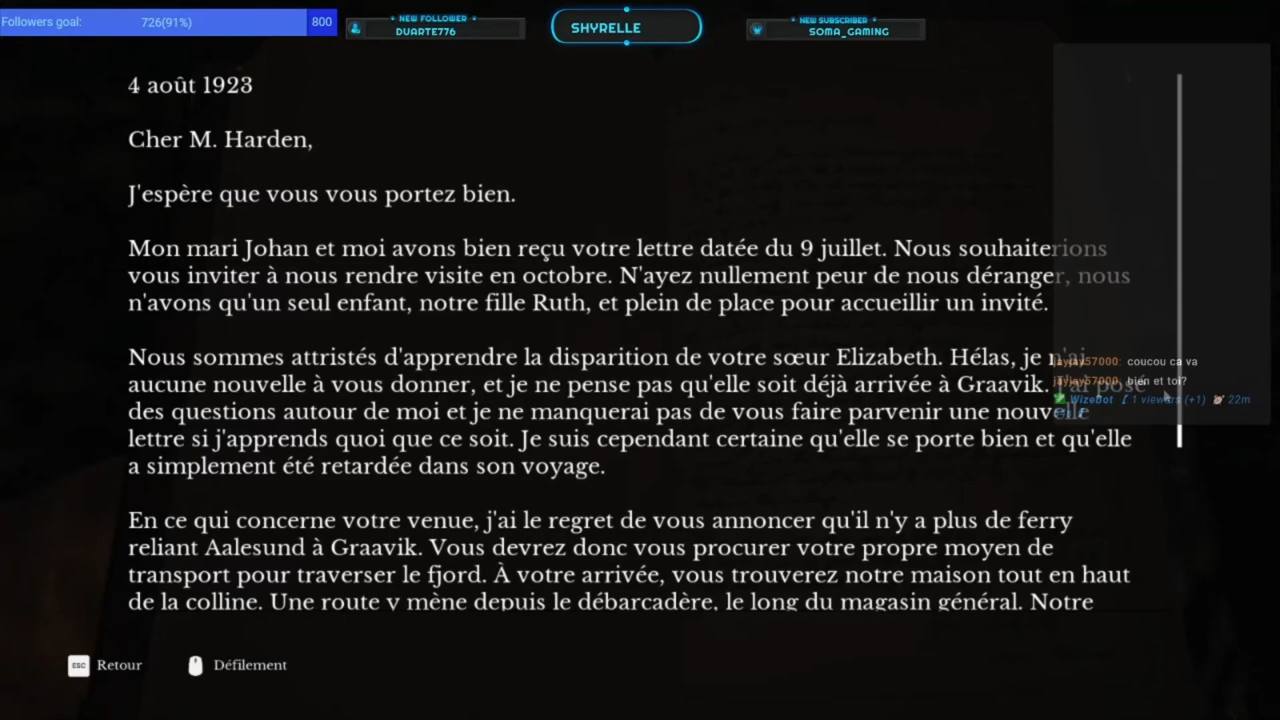 Followers goal: 726(91%) 800
NEW FOLLOWER
DUARTE776
SHYRELLE
NEW SUBSCRIBER
SOMA_GAMING
4 août 1923
Cher M. Harden,
J'espère que vous vous portez bien.
Mon mari Johan et moi avons bien reçu votre lettre datée du 9 juillet. Nous souhaiterions
vous inviter à nous rendre visite en octobre. N'ayez nullement peur de nous déranger, nous
n'avons qu'un seul enfant, notre fille Ruth, et plein de place pour accueillir un invité.
Nous sommes attristés d'apprendre la disparition de votre sœur Elizabeth. Hélas, je n'ai
aucune nouvelle à vous donner, et je ne pense pas qu'elle soit déjà arrivée à Graavik. J'ai posé
des questions autour de moi et je ne manquerai pas de vous faire parvenir une nouvelle
lettre si j'apprends quoi que ce soit. Je suis cependant certaine qu'elle se porte bien et qu'elle
a simplement été retardée dans son voyage.
En ce qui concerne votre venue, j'ai le regret de vous annoncer qu'il n'y a plus de ferry
reliant Aalesund à Graavik. Vous devrez donc vous procurer votre propre moyen de
transport pour traverser le fjord. À votre arrivée, vous trouverez notre maison tout en haut
de la colline. Une route y mène depuis le débarcadère, le long du magasin général. Notre
jayjay57000: coucou ca va
jayjay57000: bien et toi?
WizeBot 1 viewers (+1) 22m
ESC Retour
Défilement